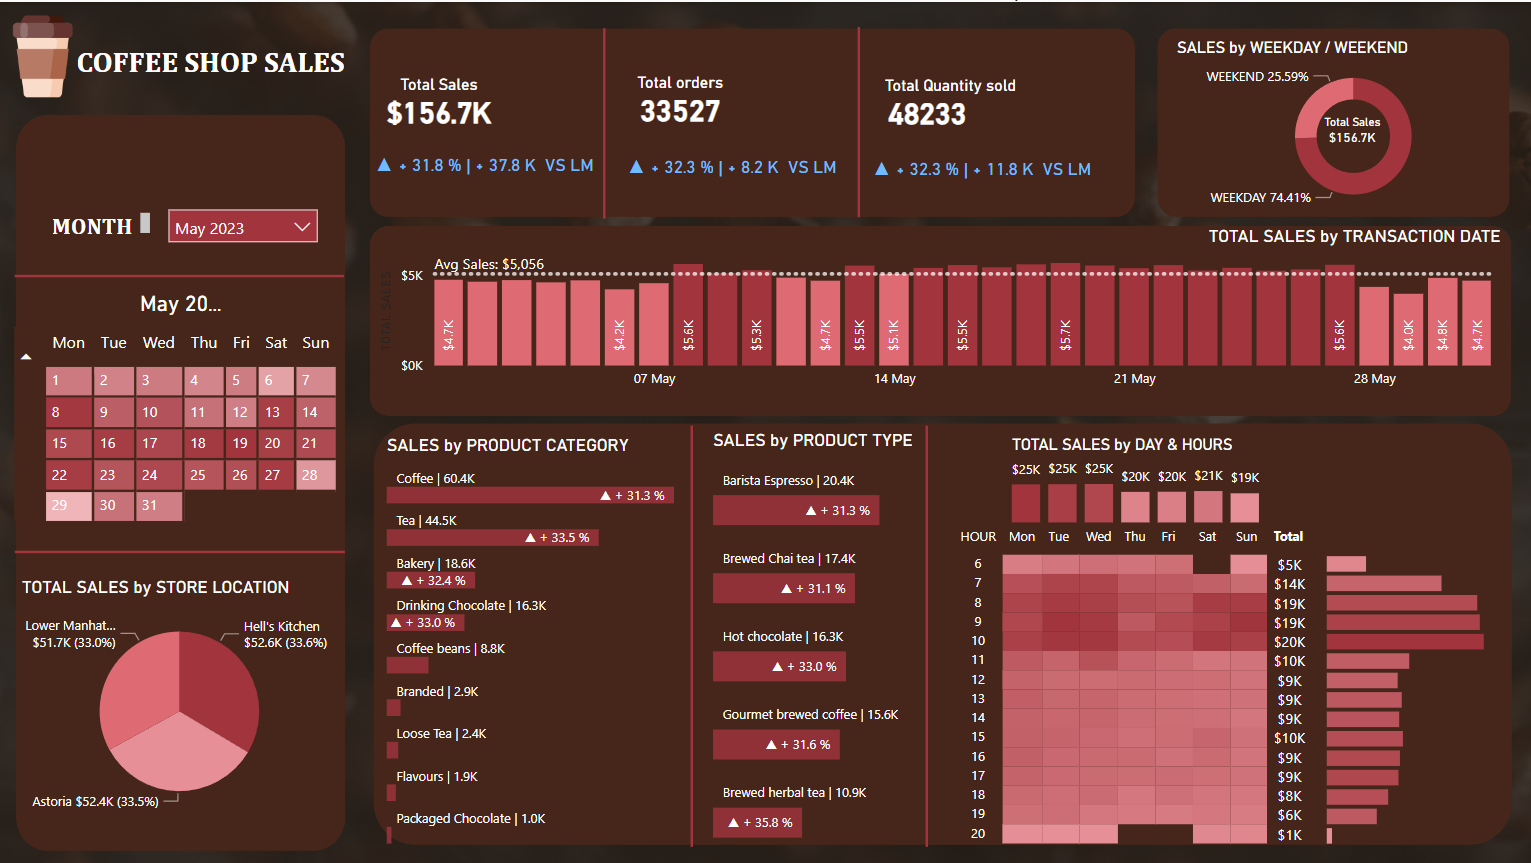 COFFEE SHOP SALES
MONTH
May 2023
May 20...
Mon Tue Wed Thu Fri Sat Sun
1 2 3 4 5 6 7
8 9 10 11 12 13 14
15 16 17 18 19 20 21
22 23 24 25 26 27 28
29 30 31
TOTAL SALES by STORE LOCATION
Lower Manhat...
$51.7K (33.0%)
Hell's Kitchen
$52.6K (33.6%)
Astoria $52.4K (33.5%)
Total Sales
$156.7K
▲ + 31.8 % | + 37.8 K VS LM
Total orders
33527
▲ + 32.3 % | + 8.2 K VS LM
Total Quantity sold
48233
▲ + 32.3 % | + 11.8 K VS LM
SALES by WEEKDAY / WEEKEND
WEEKEND 25.59%
Total Sales
$156.7K
WEEKDAY 74.41%
TOTAL SALES by TRANSACTION DATE
TOTAL SALES
Avg Sales: $5,056
$5K
$0K
$4.7K $4.2K $5.6K $5.3K $4.7K $5.5K $5.1K $5.5K $5.7K $5.6K $4.0K $4.8K $4.7K
07 May 14 May 21 May 28 May
SALES by PRODUCT CATEGORY
Coffee | 60.4K
▲ + 31.3 %
Tea | 44.5K
▲ + 33.5 %
Bakery | 18.6K
▲ + 32.4 %
Drinking Chocolate | 16.3K
▲ + 33.0 %
Coffee beans | 8.8K
Branded | 2.9K
Loose Tea | 2.4K
Flavours | 1.9K
Packaged Chocolate | 1.0K
SALES by PRODUCT TYPE
Barista Espresso | 20.4K
▲ + 31.3 %
Brewed Chai tea | 17.4K
▲ + 31.1 %
Hot chocolate | 16.3K
▲ + 33.0 %
Gourmet brewed coffee | 15.6K
▲ + 31.6 %
Brewed herbal tea | 10.9K
▲ + 35.8 %
TOTAL SALES by DAY & HOURS
$25K $25K $25K $20K $20K $21K $19K
HOUR Mon Tue Wed Thu Fri Sat Sun Total
6 $5K
7 $14K
8 $19K
9 $19K
10 $20K
11 $10K
12 $9K
13 $9K
14 $9K
15 $10K
16 $9K
17 $9K
18 $8K
19 $6K
20 $1K